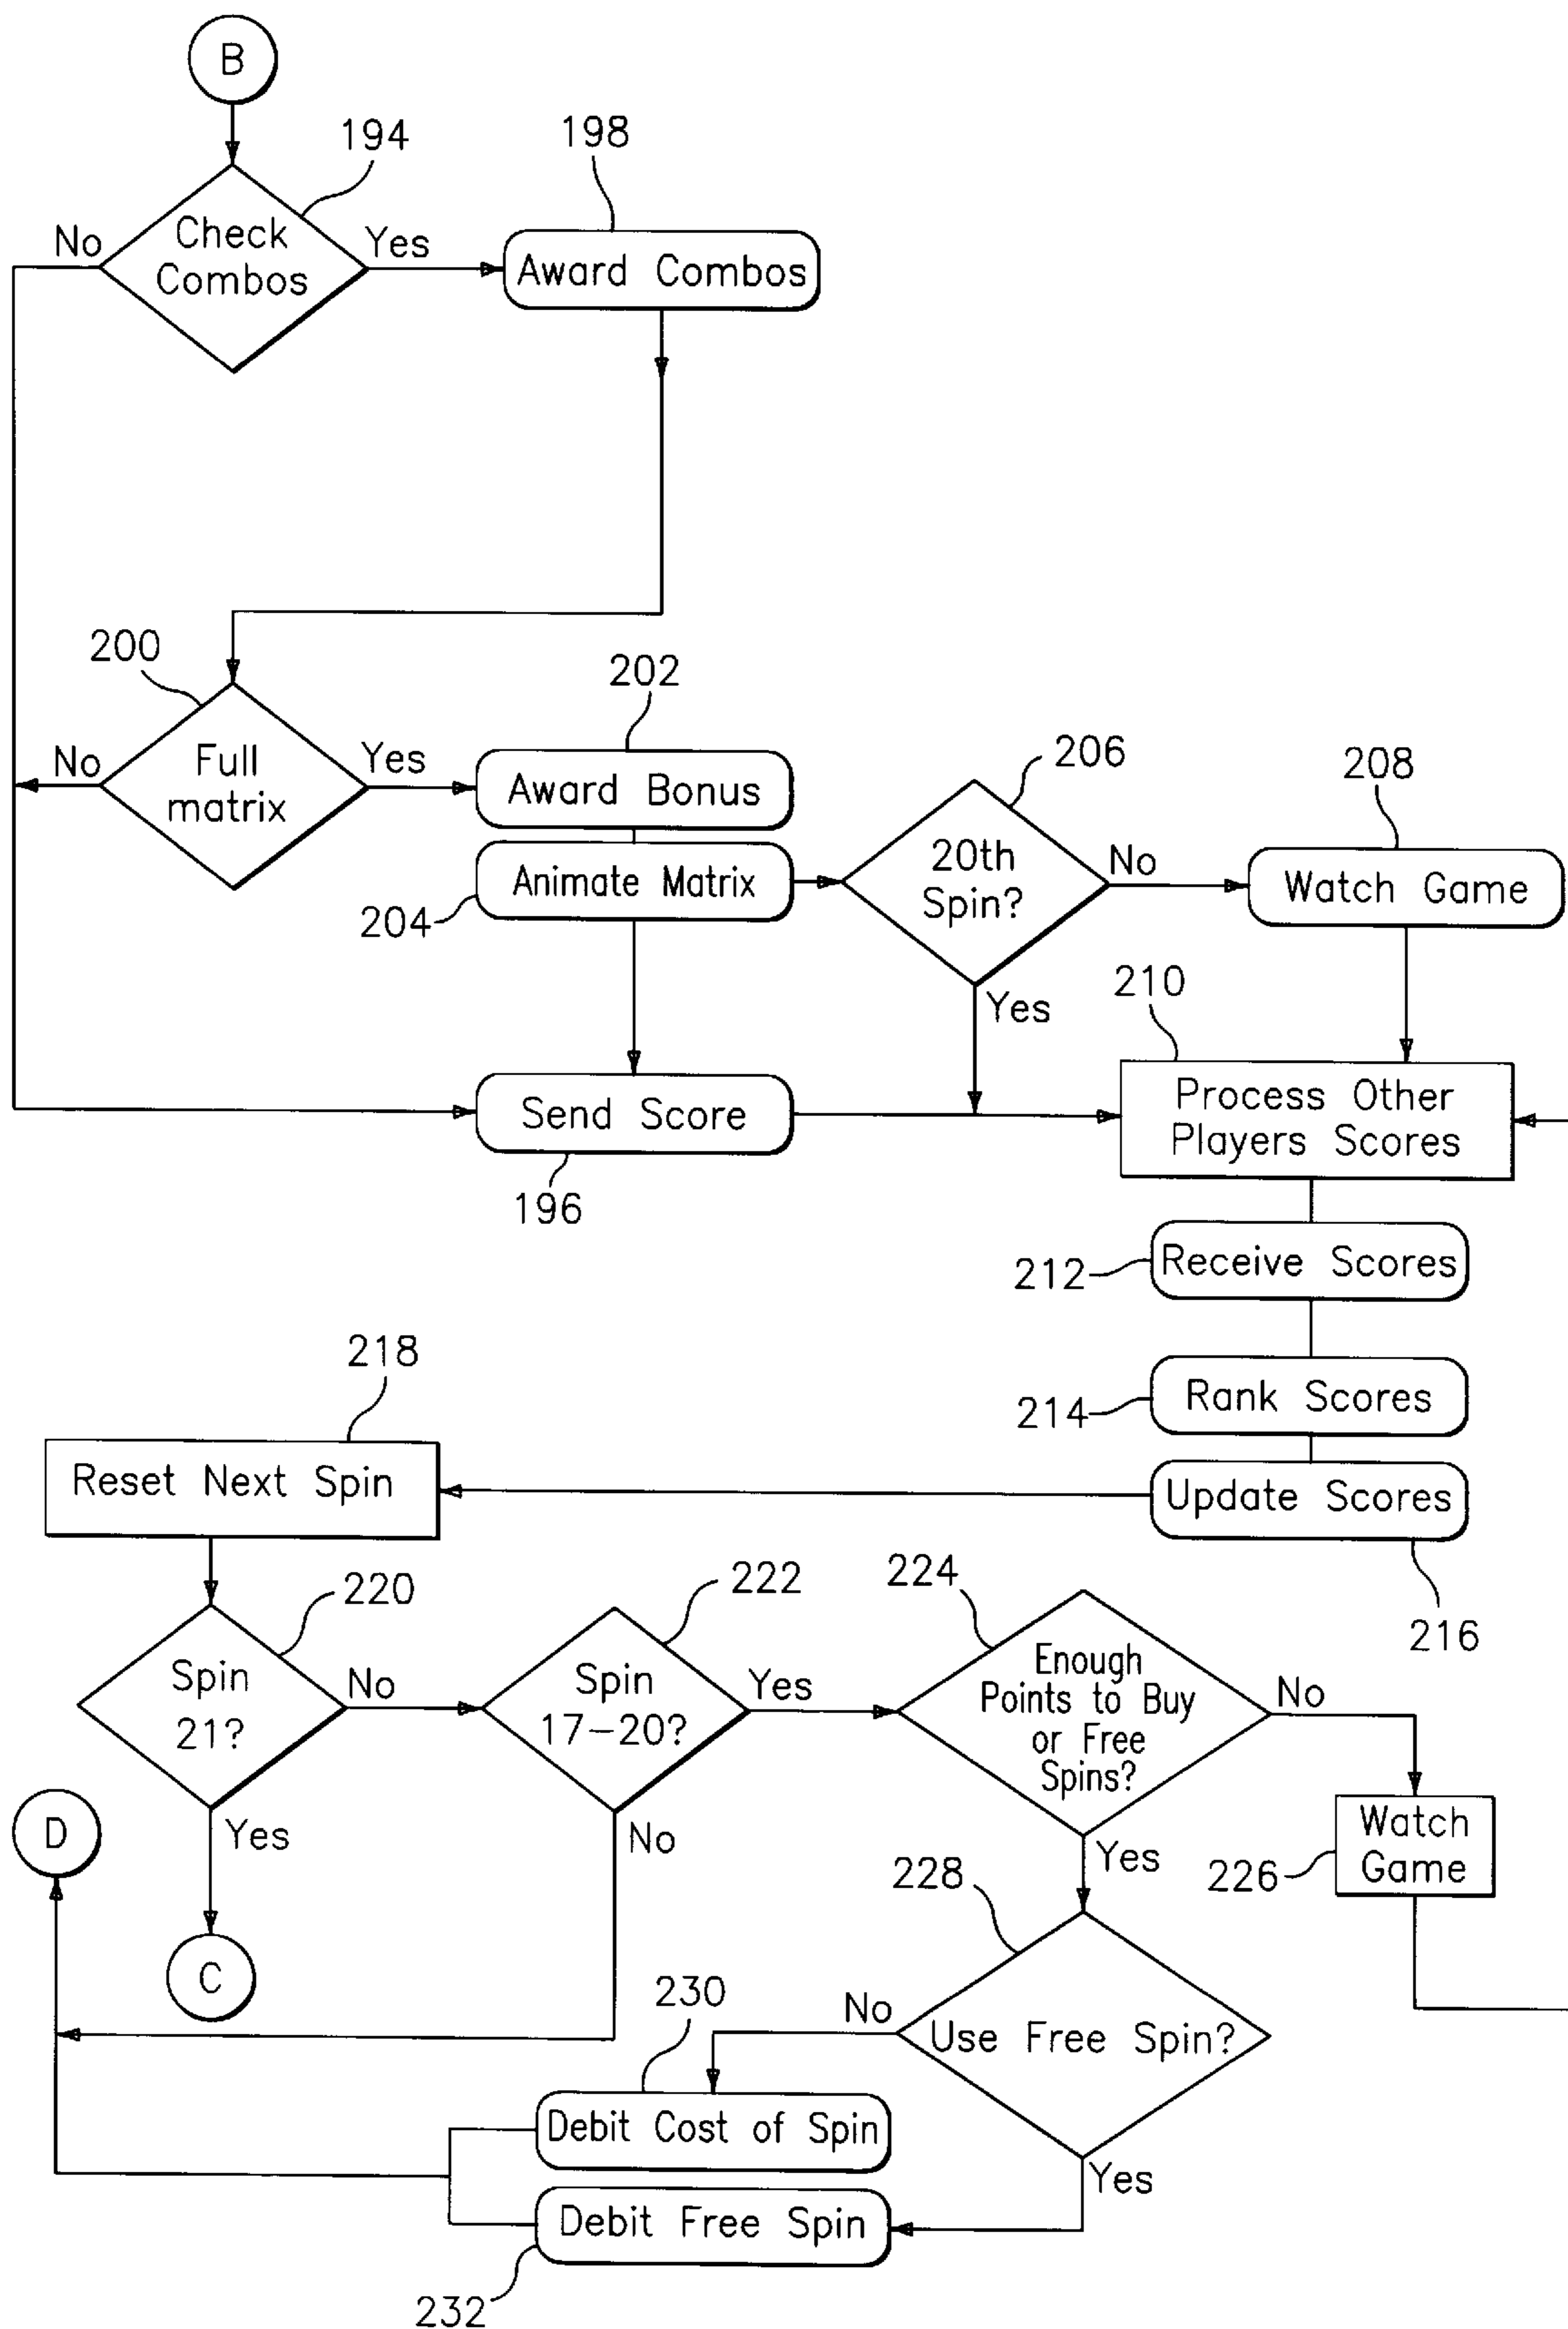 B
194
198
No
Check
Combos
Yes
Award Combos
200
202
No
Full
matrix
Yes
Award Bonus
206
208
Animate Matrix
204
20th
Spin?
No
Watch Game
Yes
210
Send Score
196
Process Other
Players Scores
212
Receive Scores
214
Rank Scores
218
Reset Next Spin
Update Scores
216
220
222
224
Spin
21?
No
Spin
17-20?
Yes
Enough
Points to Buy
or Free
Spins?
No
D
Yes
No
Yes
226
Watch
Game
C
228
230
No
Use Free Spin?
Debit Cost of Spin
Yes
Debit Free Spin
232